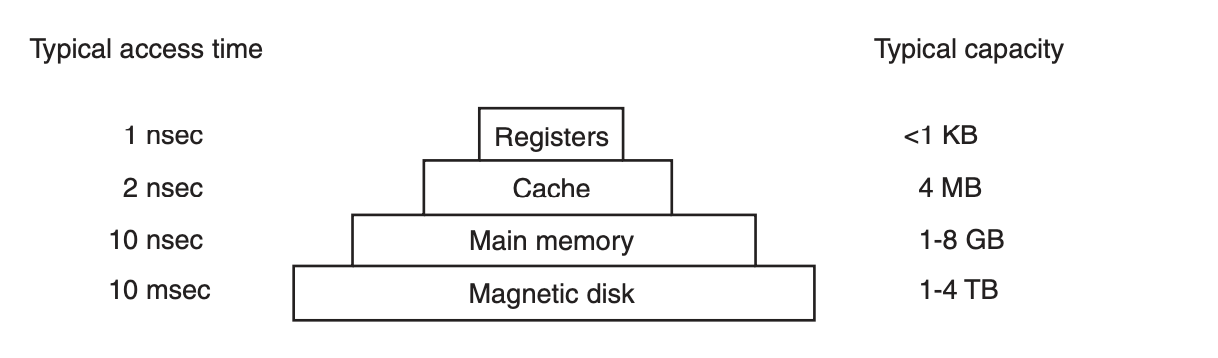 Typical access time Typical capacity
1 nsec Registers <1 KB
2 nsec Cache 4 MB
10 nsec Main memory 1-8 GB
10 msec Magnetic disk 1-4 TB